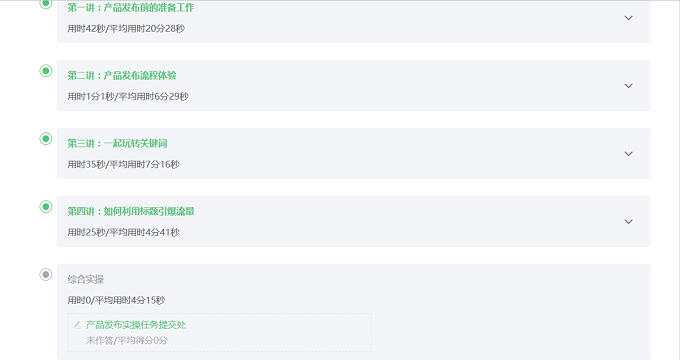 第一讲：产品发布前的准备工作
用时42秒/平均用时20分28秒
第二讲：产品发布流程体验
用时1分1秒/平均用时6分29秒
第三讲：一起玩转关键词
用时35秒/平均用时7分16秒
第四讲：如何利用标题引爆流量
用时25秒/平均用时4分41秒
综合实操
用时0/平均用时4分15秒
产品发布实操任务提交处
未作答/平均得分0分